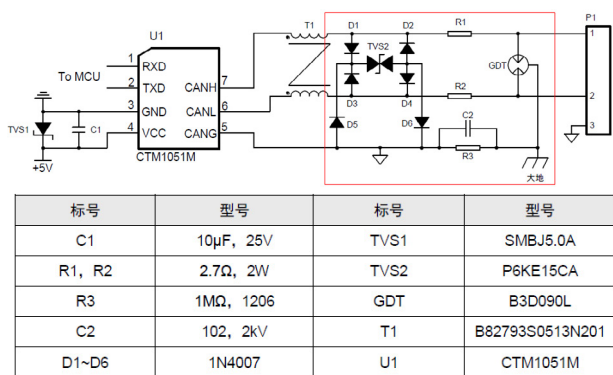 U1
T1
D1
D2
R1
P1
TVS2
GDT
1
To MCU
1
RXD
2
TXD
3
GND
4
VCC
CANH
7
CANL
6
CANG
5
CTM1051M
TVS1
C1
+5V
D3
D4
R2
2
D5
D6
C2
R3
3
大地
标号 型号 标号 型号
C1 10μF，25V TVS1 SMBJ5.0A
R1，R2 2.7Ω，2W TVS2 P6KE15CA
R3 1MΩ，1206 GDT B3D090L
C2 102，2kV T1 B82793S0513N201
D1~D6 1N4007 U1 CTM1051M